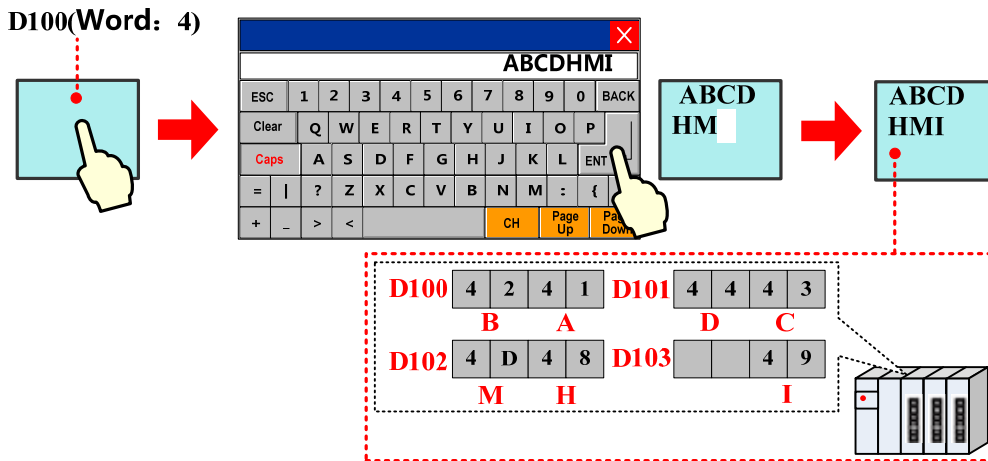 D100(Word: 4)
ABCDHMI
ESC 1 2 3 4 5 6 7 8 9 0 BACK
Clear Q W E R T Y U I O P
Caps A S D F G H J K L ENT
= | ? Z X C V B N M : {
+ _ > < CH Page Up Page Down
ABCD
HM
ABCD
HMI
D100 4 2 4 1 D101 4 4 4 3
B A D C
D102 4 D 4 8 D103 4 9
M H I